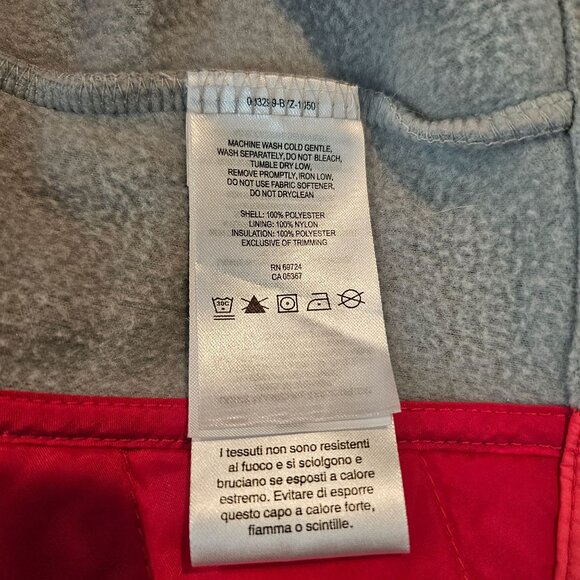 MACHINE WASH COLD GENTLE,
WASH SEPARATELY, DO NOT BLEACH,
TUMBLE DRY LOW,
REMOVE PROMPTLY, IRON LOW,
DO NOT USE FABRIC SOFTENER,
DO NOT DRYCLEAN
SHELL: 100% POLYESTER
LINING: 100% NYLON
INSULATION: 100% POLYESTER
EXCLUSIVE OF TRIMMING
RN 69724
CA 05367
30C
I tessuti non sono resistenti
al fuoco e si sciolgono e
bruciano se esposti a calore
estremo. Evitare di esporre
questo capo a calore forte,
fiamma o scintille.